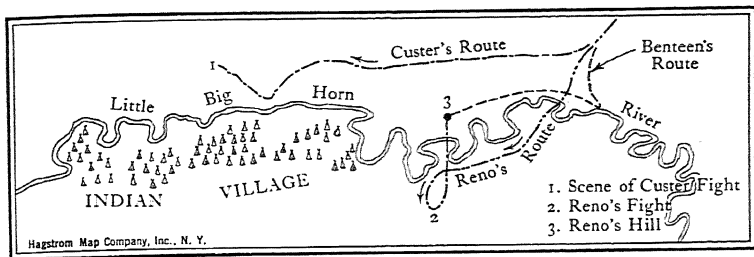 1
Custer's Route
Benteen's
Route
Little Big Horn River
3
Reno's Route
2
INDIAN VILLAGE
1. Scene of Custer Fight
2. Reno's Fight
3. Reno's Hill
Hagstrom Map Company, Inc., N. Y.